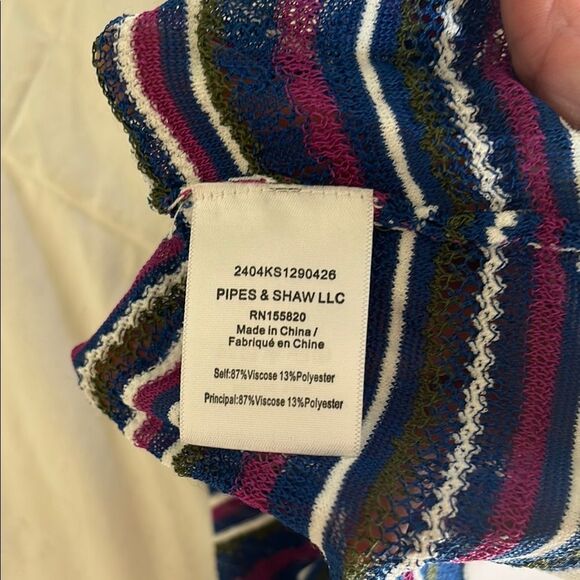 2404KS1290426
PIPES & SHAW LLC
RN155820
Made in China /
Fabriqué en Chine
Self:87%Viscose 13%Polyester
Principal:87%Viscose 13%Polyester